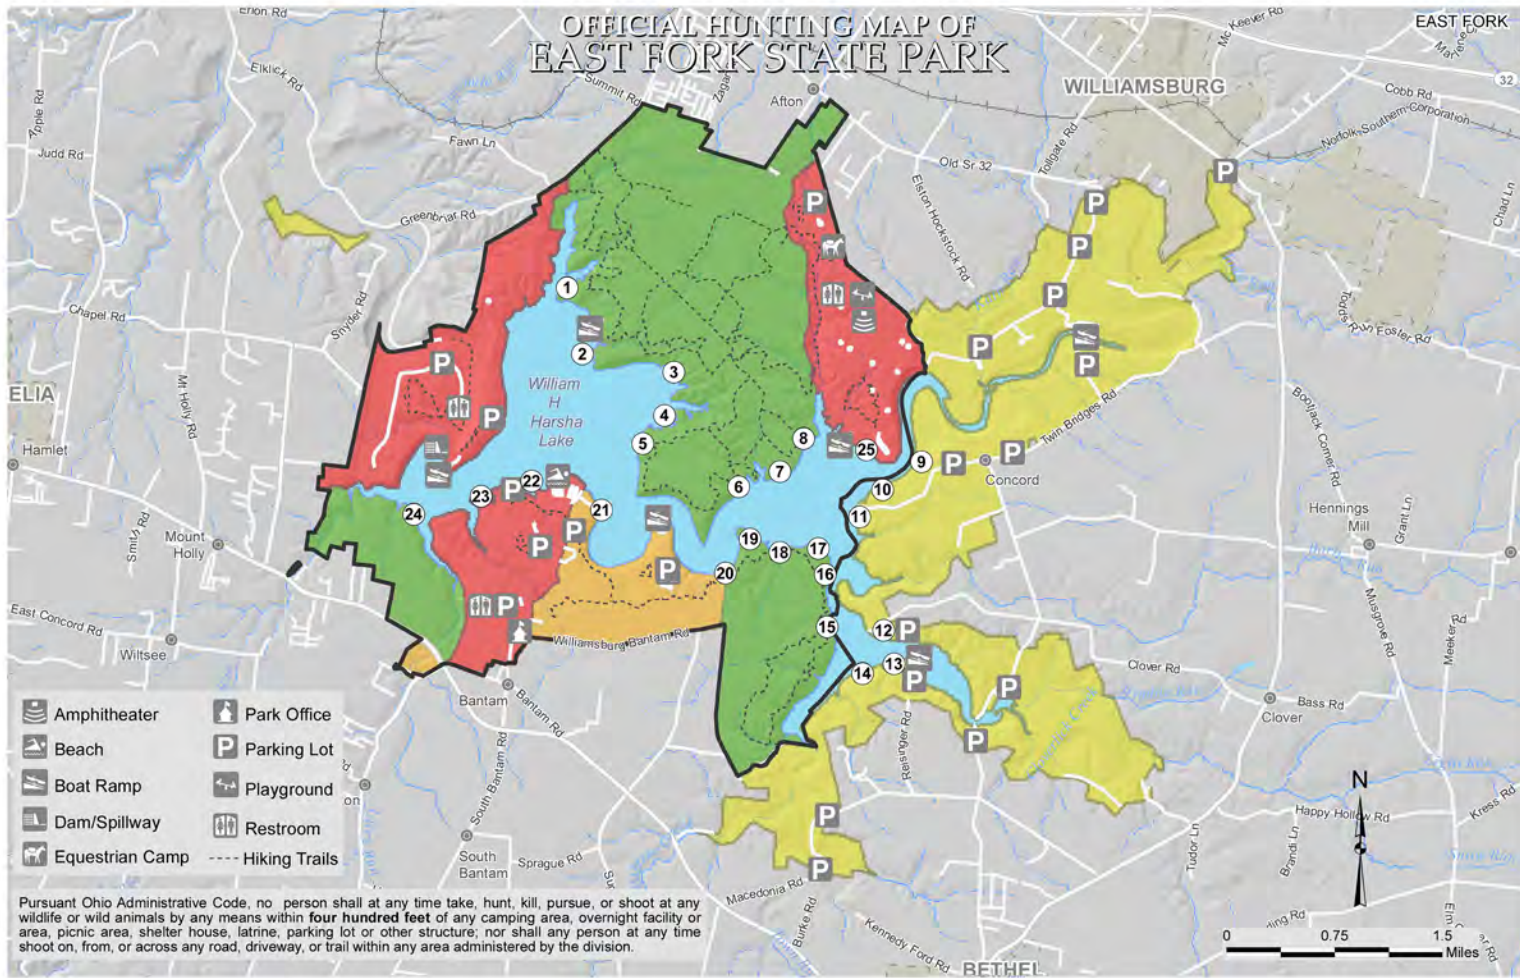 OFFICIAL HUNTING MAP OF
EAST FORK STATE PARK
EAST FORK
Erlon Rd
Mc Keever Rd
Elklick Rd
Summit Rd
Afton
WILLIAMSBURG
32
Cobb Rd
Apple Rd
Norfolk Southern Corporation
Judd Rd
Fawn Ln
Old Sr 32
Tollgate Rd
P
Elston Hockstock Rd
Chad Ln
Greenbriar Rd
P
P
P
Snyder Rd
Chapel Rd
1
P
Foster Rd
2
P
P
ELIA
Mt Holly Rd
P
3
William
H
Harsha
Lake
4
P
5
8
25
Twin Bridges Rd
Bootjack Corner Rd
Hamlet
9
P
P
Concord
7
6
10
22
P
23
24
21
11
Hennings
Mill
Grant Ln
Smith Rd
Mount
Holly
P
P
19
18
17
P
20
16
East Concord Rd
P
Musgrove Rd
Meeker Rd
Wiltsee
Williamsburg Bantam Rd
15
12
P
13
14
P
Clover Rd
P
Bass Rd
Clover
Bantam
Bantam Rd
Reisinger Rd
P
South Bantam Rd
P
Happy Hollow Rd
Kress Rd
Tudor Ln
Brandi Ln
South
Bantam
Sprague Rd
P
Macedonia Rd
Burke Rd
Kennedy Ford Rd
BETHEL
Amphitheater
Park Office
Beach
P Parking Lot
Boat Ramp
Playground
Dam/Spillway
Restroom
Equestrian Camp
Hiking Trails
Pursuant Ohio Administrative Code, no person shall at any time take, hunt, kill, pursue, or shoot at any
wildlife or wild animals by any means within four hundred feet of any camping area, overnight facility or
area, picnic area, shelter house, latrine, parking lot or other structure; nor shall any person at any time
shoot on, from, or across any road, driveway, or trail within any area administered by the division.
N
0 0.75 1.5
Miles